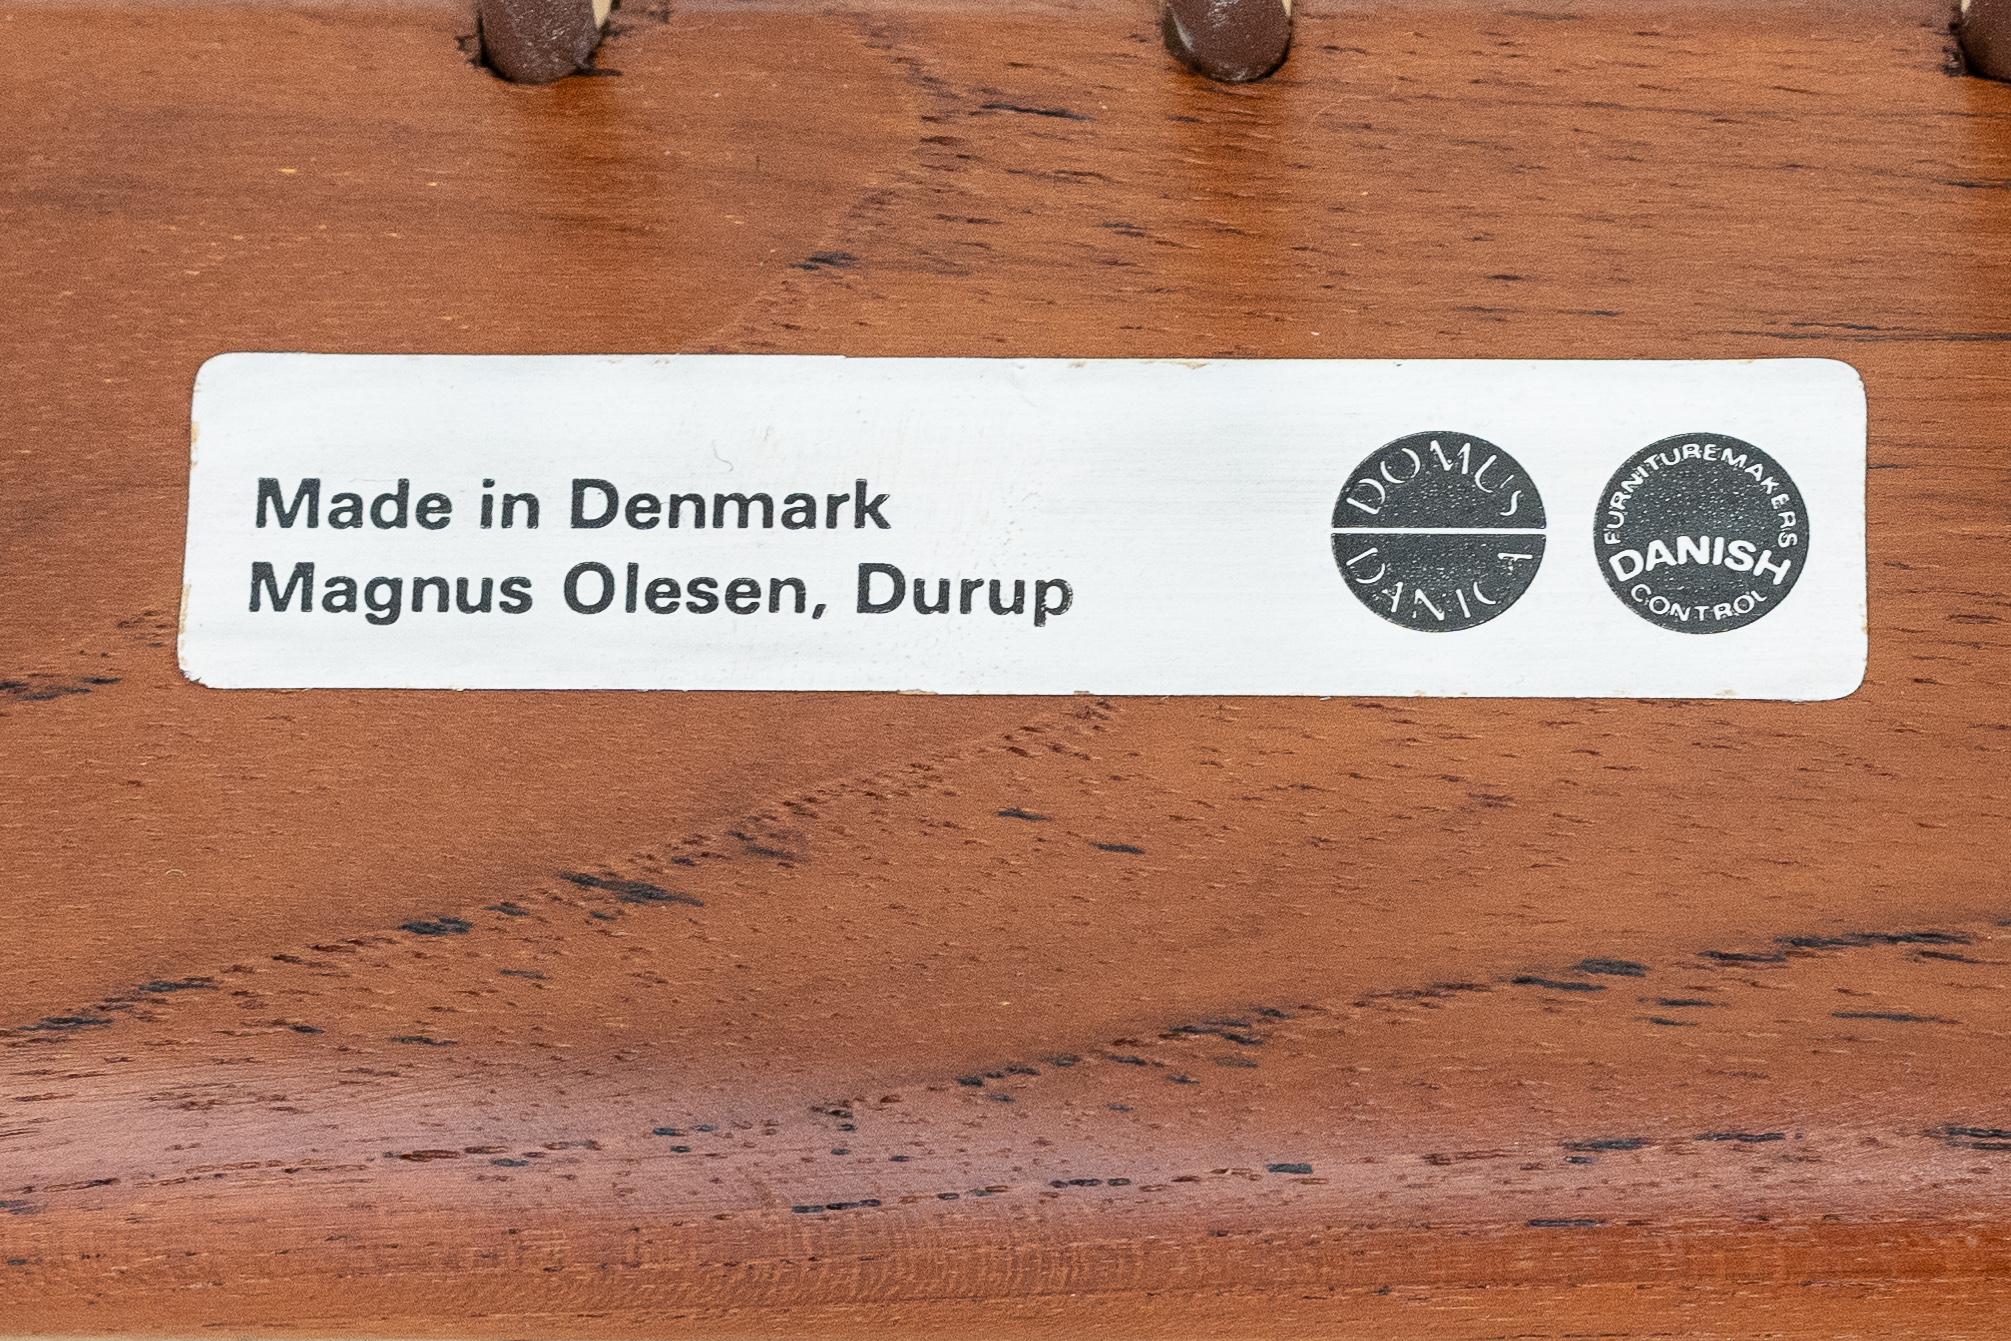 Made in Denmark
Magnus Olesen, Durup
DOMUS
DANICA
FURNITUREMAKERS
DANISH
CONTROL